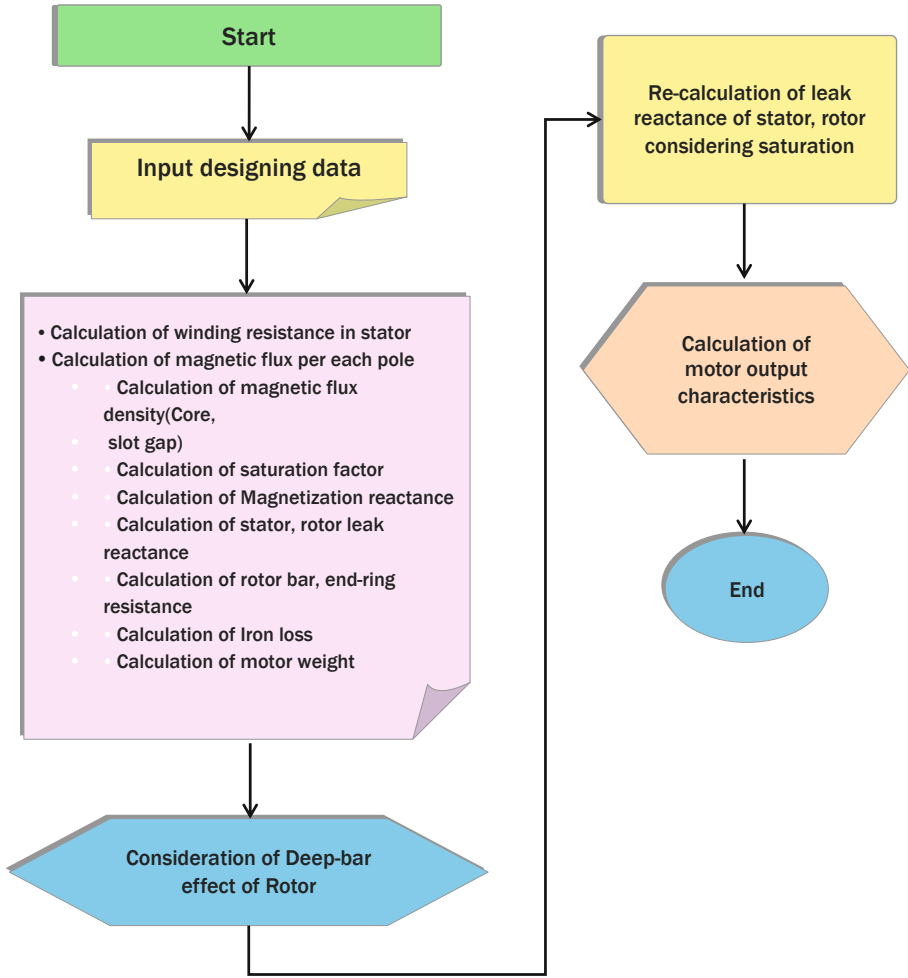 Start
Input designing data
• Calculation of winding resistance in stator
• Calculation of magnetic flux per each pole
• Calculation of magnetic flux
density(Core,
slot gap)
• Calculation of saturation factor
• Calculation of Magnetization reactance
• Calculation of stator, rotor leak
reactance
• Calculation of rotor bar, end-ring
resistance
• Calculation of Iron loss
• Calculation of motor weight
Consideration of Deep-bar
effect of Rotor
Re-calculation of leak
reactance of stator, rotor
considering saturation
Calculation of
motor output
characteristics
End